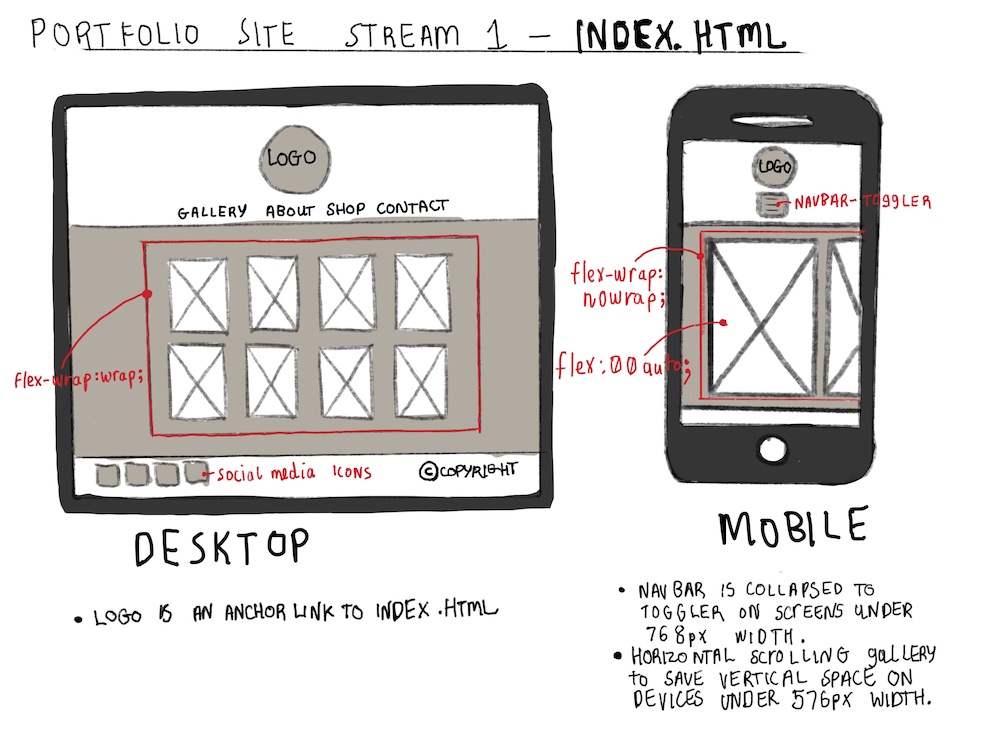 PORTFOLIO SITE STREAM 1 - INDEX.HTML
LOGO
GALLERY ABOUT SHOP CONTACT
flex-wrap:wrap;
SOCIAL MEDIA ICONS
©COPYRIGHT
DESKTOP
• LOGO IS AN ANCHOR LINK TO INDEX.HTML
LOGO
NAVBAR-TOGGLER
flex-wrap:
nowrap;
flex:00 auto;
MOBILE
• NAVBAR IS COLLAPSED TO
TOGGLER ON SCREENS UNDER
768px WIDTH.
• HORIZONTAL SCROLLING gallERY
to SAVE VERTICAL SPACE ON
DEVICES UNDER 576PX WIDTH.